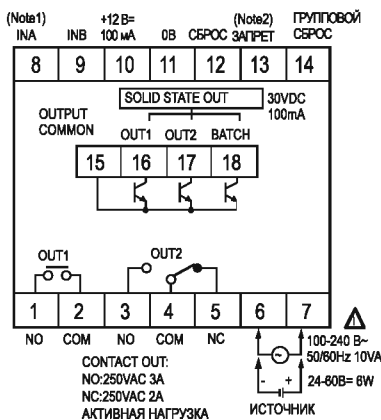 (Note1) +12 В= (Note2) ГРУППОВОЙ
INA INB 100 мА 0В СБРОС ЗАПРЕТ СБРОС
8 9 10 11 12 13 14
SOLID STATE OUT 30VDC
100mA
OUTPUT
COMMON OUT1 OUT2 BATCH
15 16 17 18
OUT1 OUT2
1 2 3 4 5 6 7
NO COM NO COM NC
100-240 В~
50/60Hz 10VA
CONTACT OUT:
NO:250VAC 3A
NC:250VAC 2A
АКТИВНАЯ НАГРУЗКА
- + 24-60В= 6W
ИСТОЧНИК